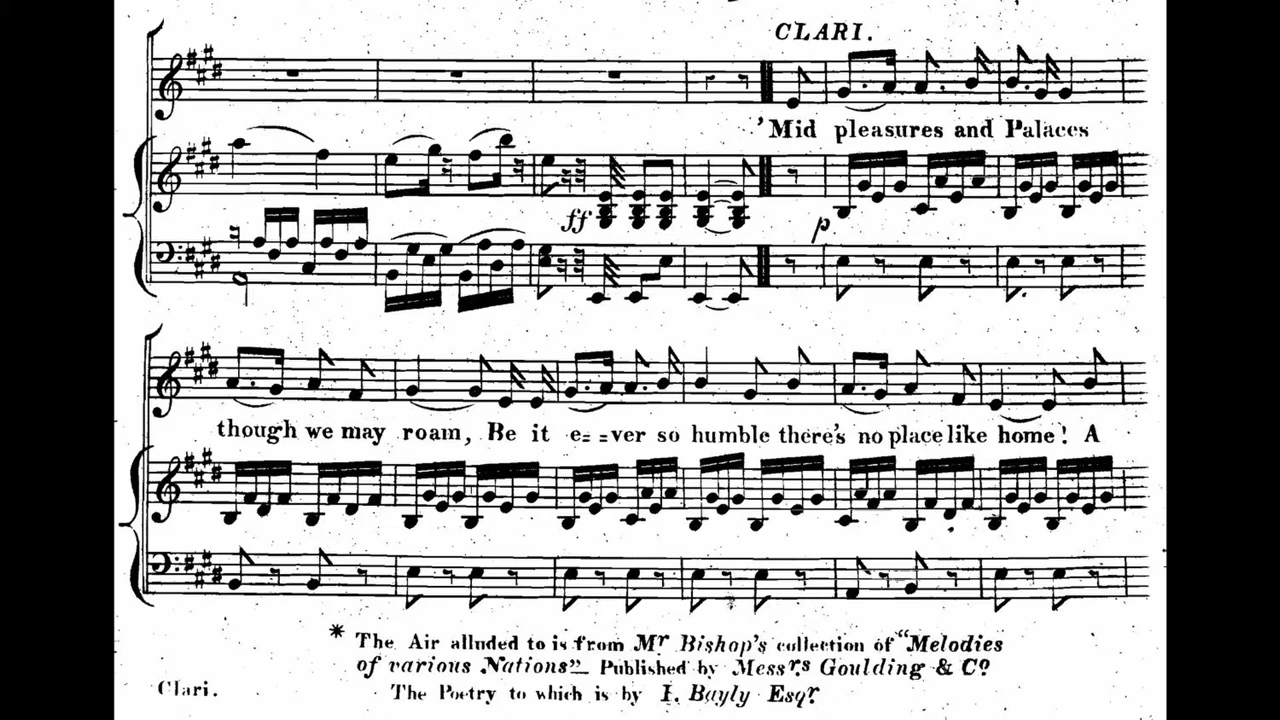 CLARI.
'Mid pleasures and Palaces
ff
p
though we may roam, Be it e==ver so humble there's no place like home! A
* The Air alluded to is from Mr Bishop's collection of "Melodies
of various Nations" Published by Messrs. Goulding & Co
The Poetry to which is by I. Bayly Esqr.
Clari.